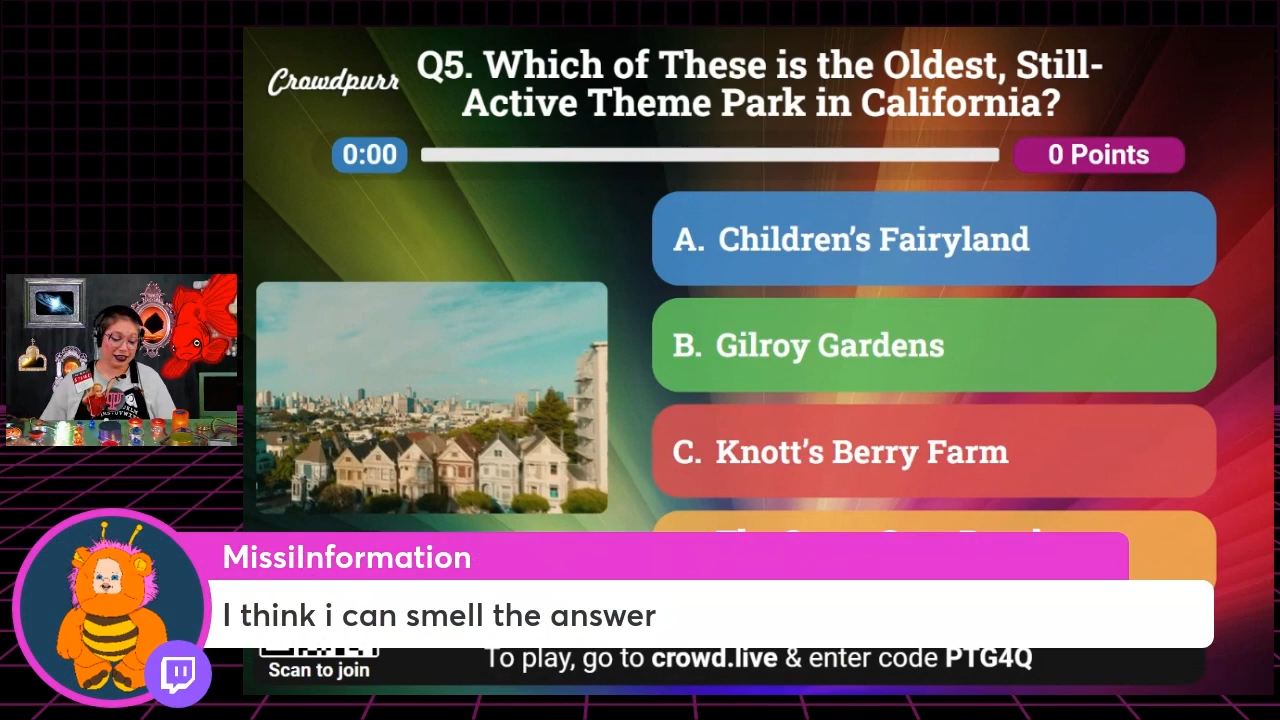 Crowdpurr
Q5. Which of These is the Oldest, Still-
Active Theme Park in California?
0:00
0 Points
A. Children's Fairyland
B. Gilroy Gardens
C. Knott's Berry Farm
MissiInformation
I think i can smell the answer
Scan to join
To play, go to crowd.live & enter code PTG4Q